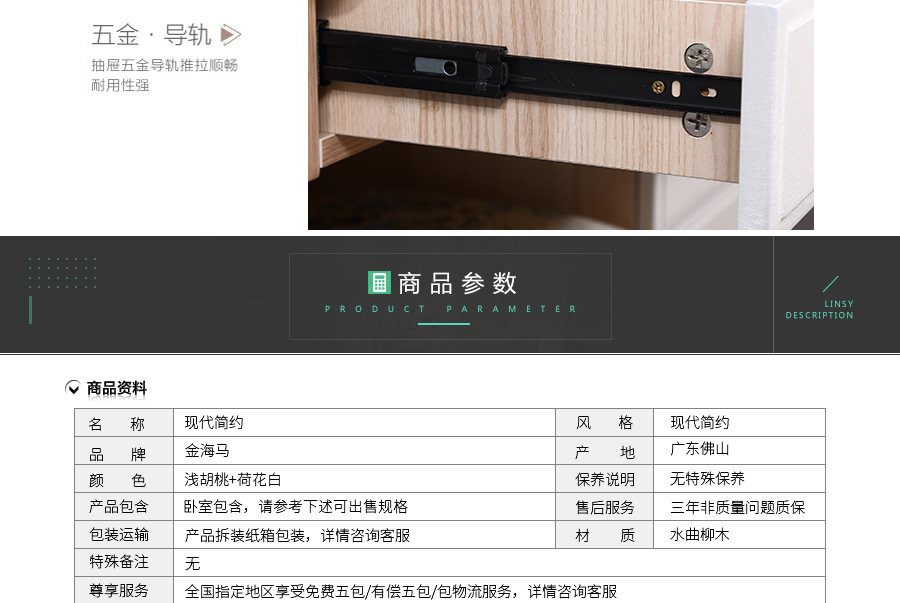 五金 · 导轨
抽屉五金导轨推拉顺畅
耐用性强
商品参数
PRODUCT PARAMETER
LINSY
DESCRIPTION
商品资料
名 称 现代简约 风 格 现代简约
品 牌 金海马 产 地 广东佛山
颜 色 浅胡桃+荷花白 保养说明 无特殊保养
产品包含 卧室包含，请参考下述可出售规格 售后服务 三年非质量问题质保
包装运输 产品拆装纸箱包装，详情咨询客服 材 质 水曲柳木
特殊备注 无
尊享服务 全国指定地区享受免费五包/有偿五包/包物流服务，详情咨询客服